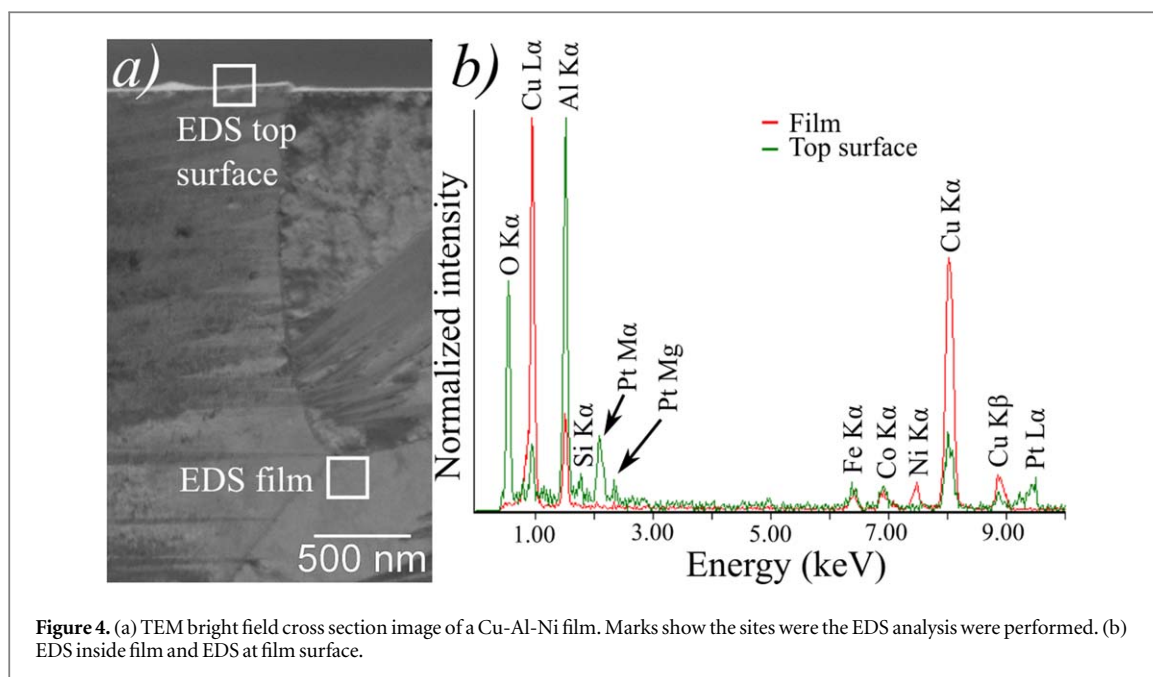 a)
EDS top
surface
EDS film
500 nm
b)
Normalized intensity
O Kα
Cu Lα
Al Kα
Si Kα
Pt Mα
Pt Mg
Fe Kα
Co Kα
Ni Kα
Cu Kα
Cu Kβ
Pt Lα
Film
Top surface
1.00 3.00 5.00 7.00 9.00
Energy (keV)
Figure 4. (a) TEM bright field cross section image of a Cu-Al-Ni film. Marks show the sites were the EDS analysis were performed. (b)
EDS inside film and EDS at film surface.